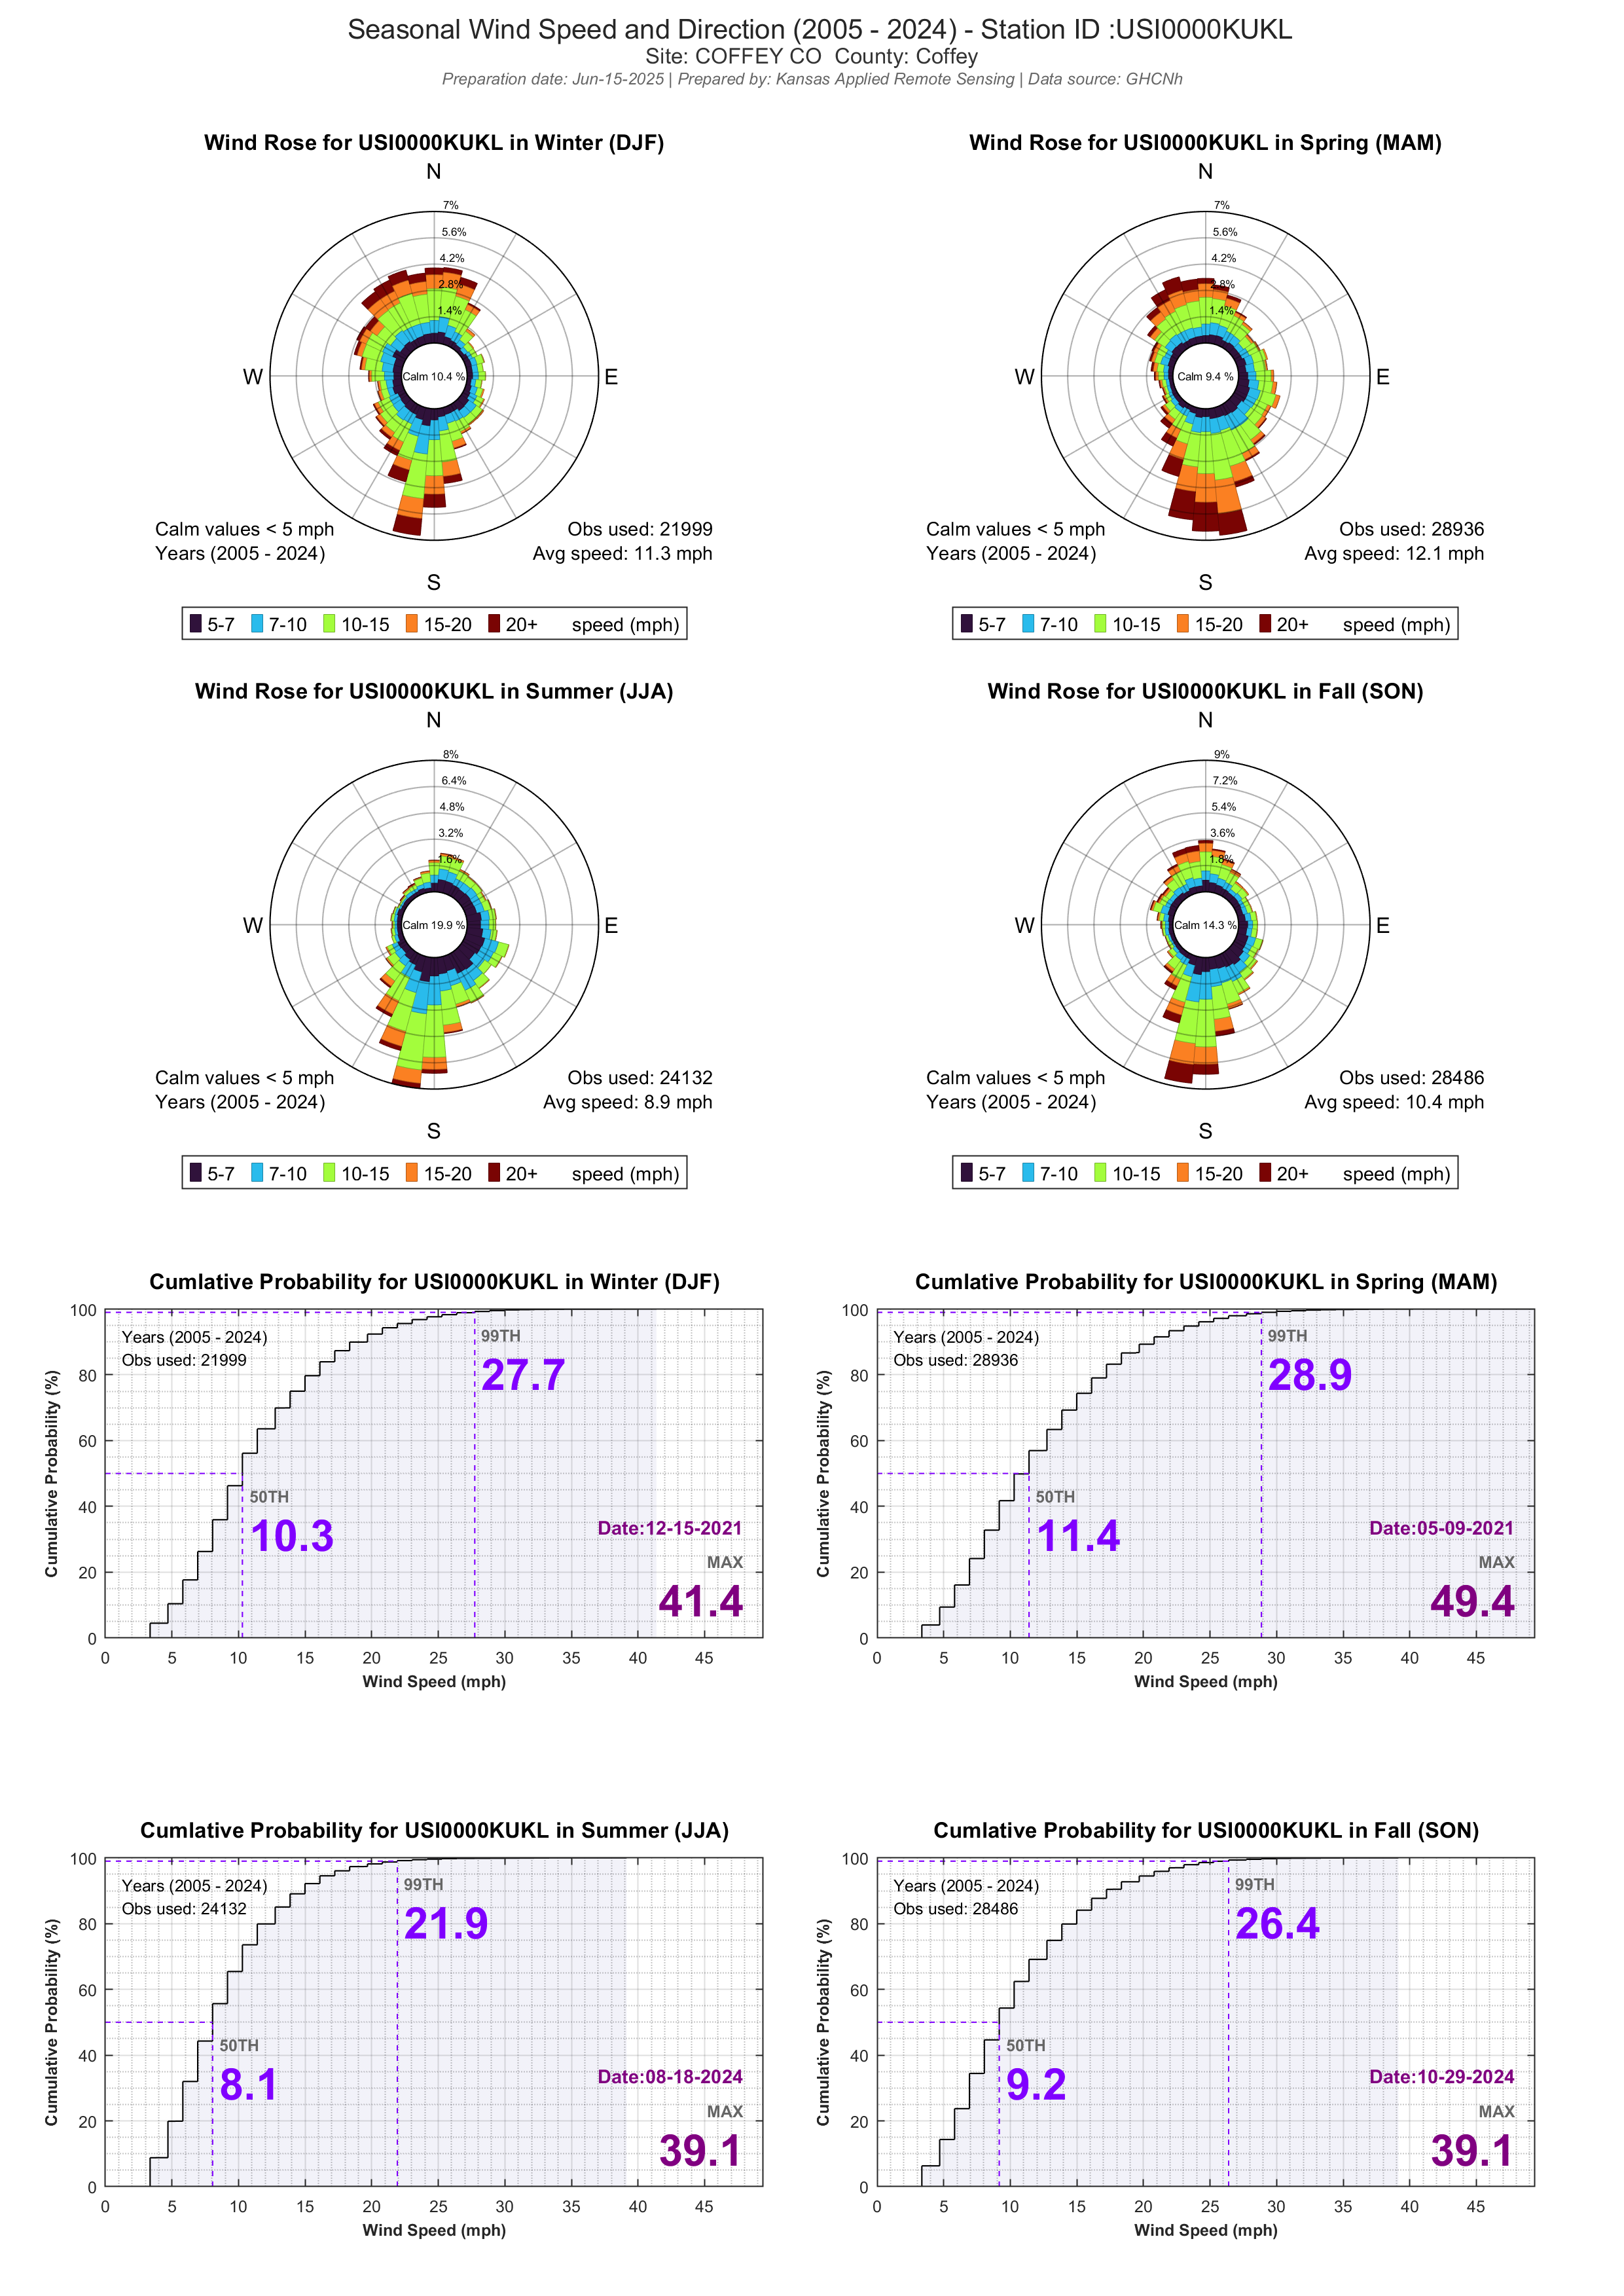 Seasonal Wind Speed and Direction (2005 - 2024) - Station ID :USI0000KUKL
Site: COFFEY CO  County: Coffey
Preparation date: Jun-15-2025 | Prepared by: Kansas Applied Remote Sensing | Data source: GHCNh
Wind Rose for USI0000KUKL in Winter (DJF)
N
7%
5.6%
4.2%
2.8%
1.4%
W
Calm 10.4 %
E
Calm values < 5 mph
Years (2005 - 2024)
Obs used: 21999
Avg speed: 11.3 mph
S
5-7 7-10 10-15 15-20 20+ speed (mph)
Wind Rose for USI0000KUKL in Spring (MAM)
N
7%
5.6%
4.2%
2.8%
1.4%
W
Calm 9.4 %
E
Calm values < 5 mph
Years (2005 - 2024)
Obs used: 28936
Avg speed: 12.1 mph
S
5-7 7-10 10-15 15-20 20+ speed (mph)
Wind Rose for USI0000KUKL in Summer (JJA)
N
8%
6.4%
4.8%
3.2%
1.6%
W
Calm 19.9 %
E
Calm values < 5 mph
Years (2005 - 2024)
Obs used: 24132
Avg speed: 8.9 mph
S
5-7 7-10 10-15 15-20 20+ speed (mph)
Wind Rose for USI0000KUKL in Fall (SON)
N
9%
7.2%
5.4%
3.6%
1.8%
W
Calm 14.3 %
E
Calm values < 5 mph
Years (2005 - 2024)
Obs used: 28486
Avg speed: 10.4 mph
S
5-7 7-10 10-15 15-20 20+ speed (mph)
Cumlative Probability for USI0000KUKL in Winter (DJF)
Cumulative Probability (%)
100
80
60
40
20
0
Years (2005 - 2024)
Obs used: 21999
99TH
27.7
50TH
10.3
Date:12-15-2021
MAX
41.4
0 5 10 15 20 25 30 35 40 45
Wind Speed (mph)
Cumlative Probability for USI0000KUKL in Spring (MAM)
Cumulative Probability (%)
100
80
60
40
20
0
Years (2005 - 2024)
Obs used: 28936
99TH
28.9
50TH
11.4
Date:05-09-2021
MAX
49.4
0 5 10 15 20 25 30 35 40 45
Wind Speed (mph)
Cumlative Probability for USI0000KUKL in Summer (JJA)
Cumulative Probability (%)
100
80
60
40
20
0
Years (2005 - 2024)
Obs used: 24132
99TH
21.9
50TH
8.1
Date:08-18-2024
MAX
39.1
0 5 10 15 20 25 30 35 40 45
Wind Speed (mph)
Cumlative Probability for USI0000KUKL in Fall (SON)
Cumulative Probability (%)
100
80
60
40
20
0
Years (2005 - 2024)
Obs used: 28486
99TH
26.4
50TH
9.2
Date:10-29-2024
MAX
39.1
0 5 10 15 20 25 30 35 40 45
Wind Speed (mph)